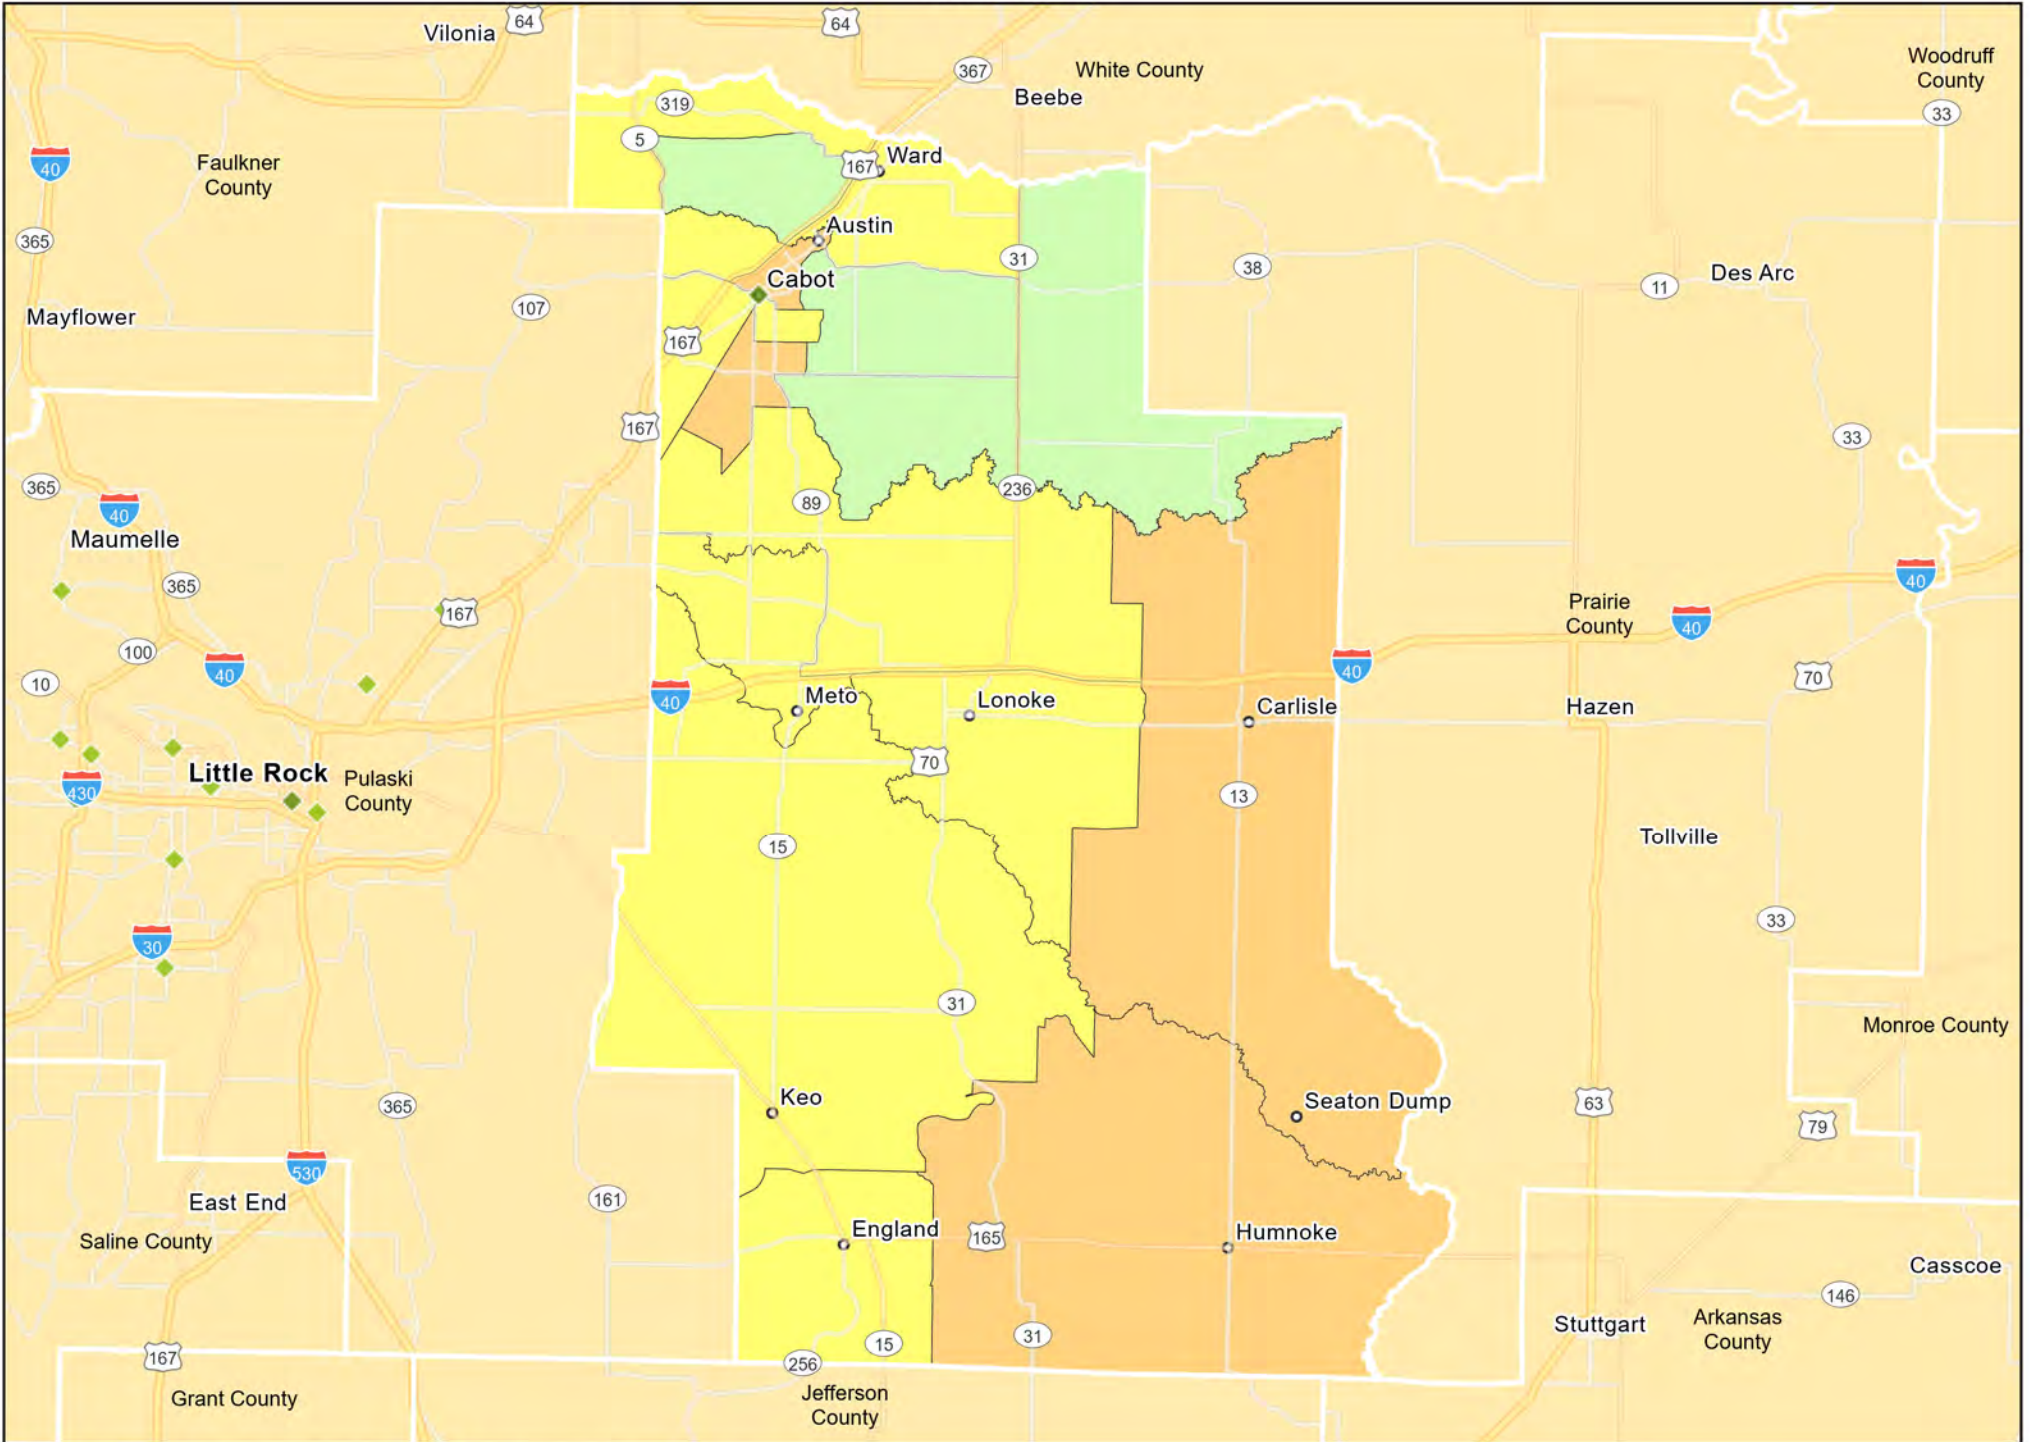 Vilonia
64
64
367
White County
Beebe
Woodruff
County
33
319
5
40
Faulkner
County
167
Ward
365
Austin
31
38
Des Arc
11
Cabot
107
Mayflower
167
167
33
365
40
89
236
Maumelle
365
40
Prairie
County
40
167
100
40
10
40
40
70
Meto
Lonoke
Carlisle
Hazen
70
Little Rock
Pulaski
County
430
13
Tollville
15
33
30
31
Monroe County
Keo
Seaton Dump
365
63
79
530
East End
161
England
165
Humnoke
Saline County
Casscoe
146
Stuttgart
Arkansas
County
31
15
167
256
Grant County
Jefferson
County